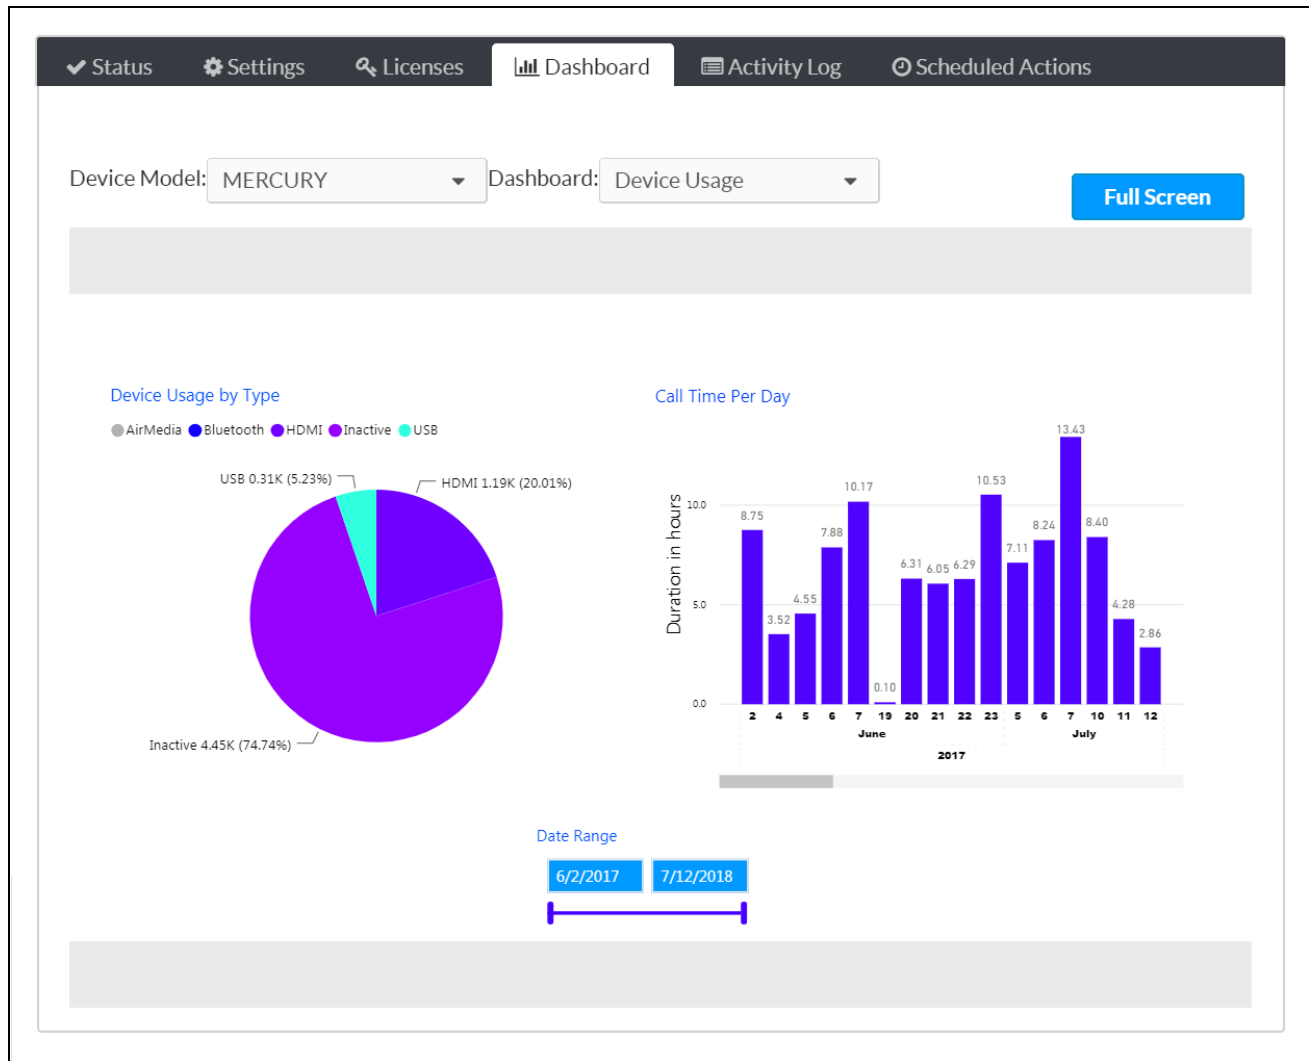 Status Settings Licenses Dashboard Activity Log Scheduled Actions
Device Model: MERCURY Dashboard: Device Usage
Full Screen
Device Usage by Type
AirMedia Bluetooth HDMI Inactive USB
USB 0.31K (5.23%)
HDMI 1.19K (20.01%)
Inactive 4.45K (74.74%)
Call Time Per Day
Duration in hours
10.0
5.0
0.0
8.75
3.52
4.55
7.88
10.17
0.10
6.31
6.05
6.29
10.53
7.11
8.24
13.43
8.40
4.28
2.86
2 4 5 6 7 19 20 21 22 23 5 6 7 10 11 12
June July
2017
Date Range
6/2/2017 7/12/2018